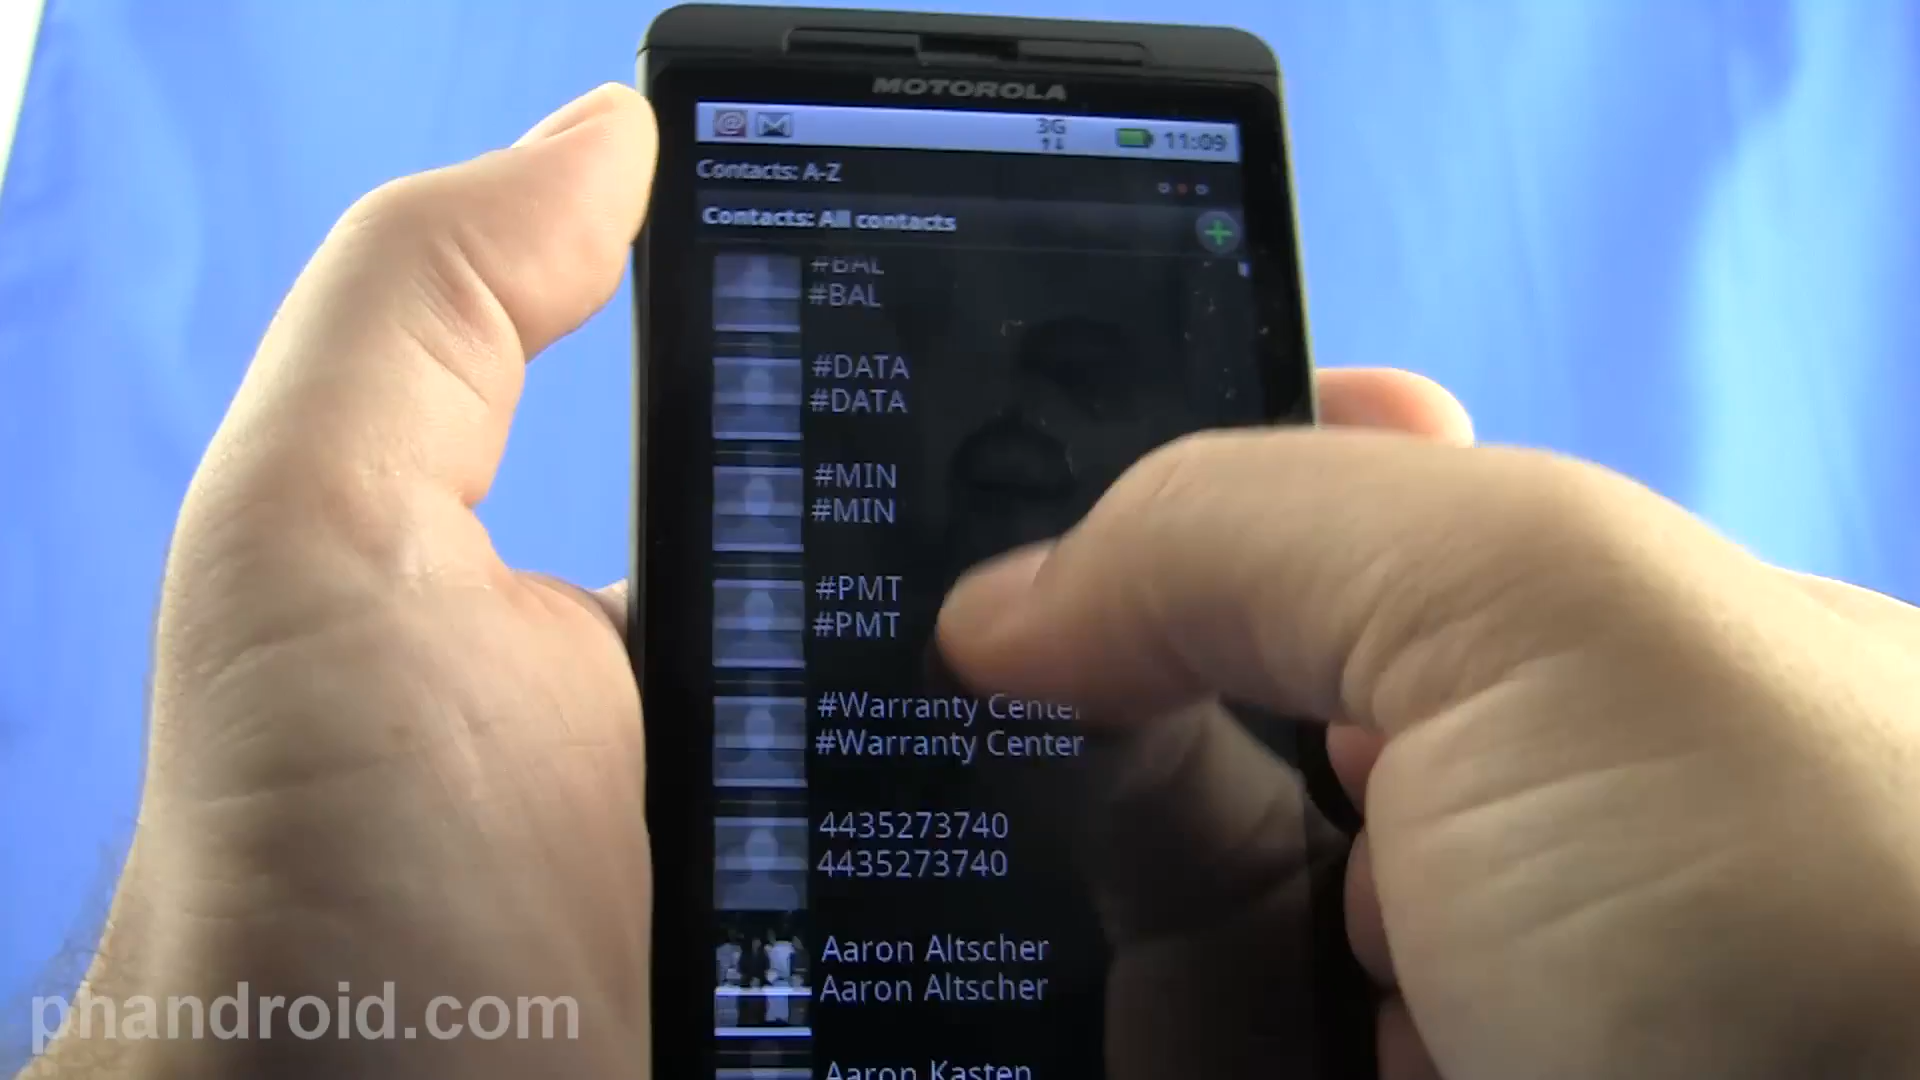 MOTOROLA
3G
11:09
Contacts: A-Z
Contacts: All contacts
#BAL
#BAL
#DATA
#DATA
#MIN
#MIN
#PMT
#PMT
#Warranty Center
#Warranty Center
4435273740
4435273740
Aaron Altscher
Aaron Altscher
Aaron Kasten
phandroid.com